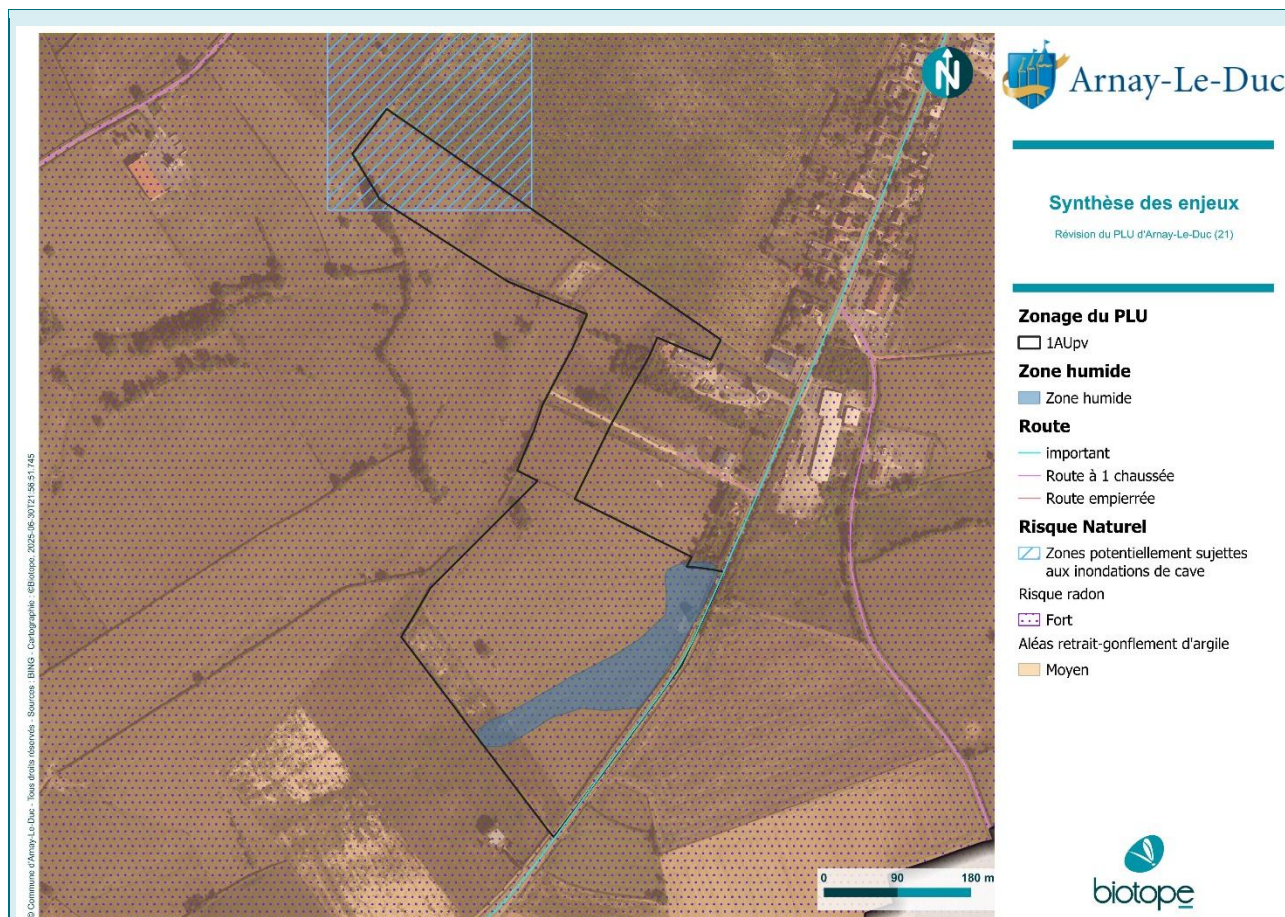 N
Arnay-Le-Duc
Synthèse des enjeux
Révision du PLU d'Arnay-Le-Duc (21)
Zonage du PLU
1AUpv
Zone humide
Zone humide
Route
important
Route à 1 chaussée
Route empierrée
Risque Naturel
Zones potentiellement sujettes
aux inondations de cave
Risque radon
Fort
Aléas retrait-gonflement d'argile
Moyen
0 90 180 m
biotope
© Commune d'Arnay-Le-Duc - Tous droits réservés - Sources : BING - Cartographie : ©Biotope, 2025-06-30T21:56:51.745